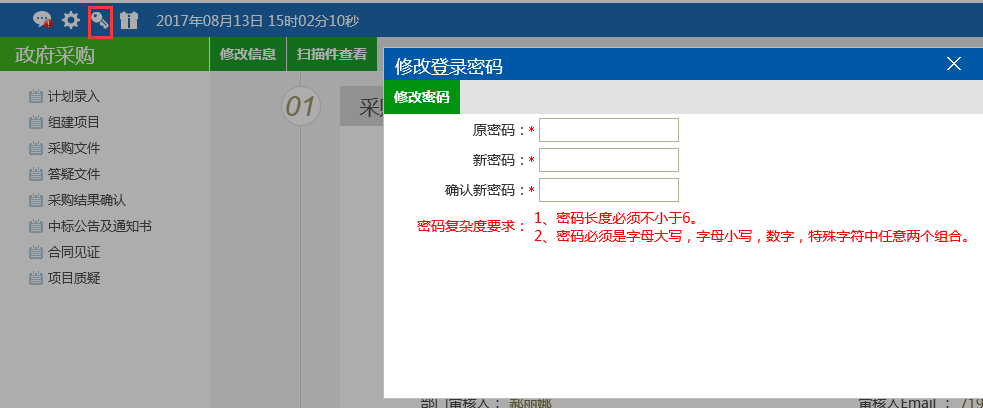 2017年08月13日 15时02分10秒
政府采购
修改信息
扫描件查看
计划录入
组建项目
采购文件
答疑文件
采购结果确认
中标公告及通知书
合同见证
项目质疑
01
采
修改登录密码
修改密码
原密码：*
新密码：*
确认新密码：*
密码复杂度要求：
1、密码长度必须不小于6。
2、密码必须是字母大写，字母小写，数字，特殊字符中任意两个组合。
部门审核人： 郝丽娜
审核人Email ： 719